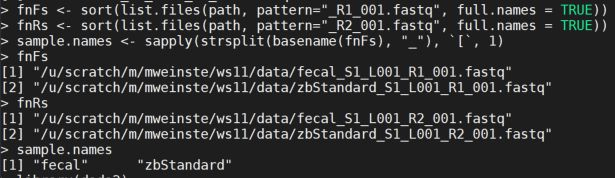 > fnFs <- sort(list.files(path, pattern="_R1_001.fastq", full.names = TRUE))
> fnRs <- sort(list.files(path, pattern="_R2_001.fastq", full.names = TRUE))
> sample.names <- sapply(strsplit(basename(fnFs), "_"), `[`, 1)
> fnFs
[1] "/u/scratch/m/mweinste/ws11/data/fecal_S1_L001_R1_001.fastq"
[2] "/u/scratch/m/mweinste/ws11/data/zbStandard_S1_L001_R1_001.fastq"
> fnRs
[1] "/u/scratch/m/mweinste/ws11/data/fecal_S1_L001_R2_001.fastq"
[2] "/u/scratch/m/mweinste/ws11/data/zbStandard_S1_L001_R2_001.fastq"
> sample.names
[1] "fecal"      "zbStandard"